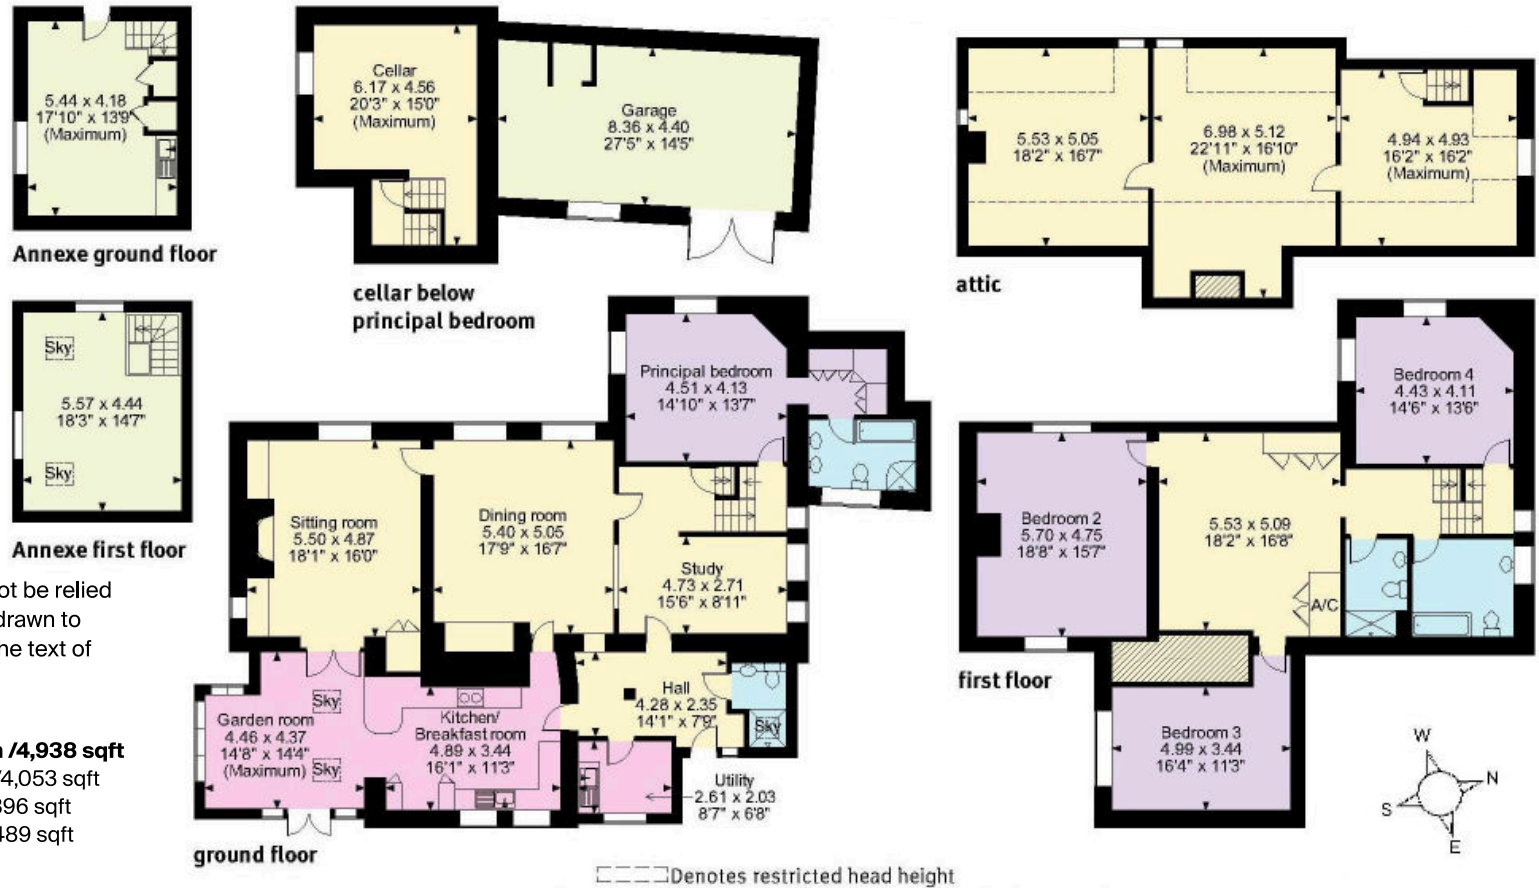 5.44 x 4.18
17'10" x 13'9"
(Maximum)
Annexe ground floor
Cellar
6.17 x 4.56
20'3" x 15'0"
(Maximum)
Garage
8.36 x 4.40
27'5" x 14'5"
cellar below
principal bedroom
5.53 x 5.05
18'2" x 16'7"
6.98 x 5.12
22'11" x 16'10"
(Maximum)
4.94 x 4.93
16'2" x 16'2"
(Maximum)
attic
Sky
5.57 x 4.44
18'3" x 14'7"
Sky
Annexe first floor
ot be relied
drawn to
he text of
/4,938 sqft
4,053 sqft
396 sqft
489 sqft
Principal bedroom
4.51 x 4.13
14'10" x 13'7"
Sitting room
5.50 x 4.87
18'1" x 16'0"
Dining room
5.40 x 5.05
17'9" x 16'7"
Study
4.73 x 2.71
15'6" x 8'11"
Hall
4.28 x 2.35
14'1" x 7'9"
Sky
Sky
Garden room
4.46 x 4.37
14'8" x 14'4"
(Maximum)
Sky
Kitchen/
Breakfast room
4.89 x 3.44
16'1" x 11'3"
Utility
2.61 x 2.03
8'7" x 6'8"
ground floor
Bedroom 4
4.43 x 4.11
14'6" x 13'6"
Bedroom 2
5.70 x 4.75
18'8" x 15'7"
5.53 x 5.09
18'2" x 16'8"
A/C
Bedroom 3
4.99 x 3.44
16'4" x 11'3"
first floor
W
N
S
E
Denotes restricted head height